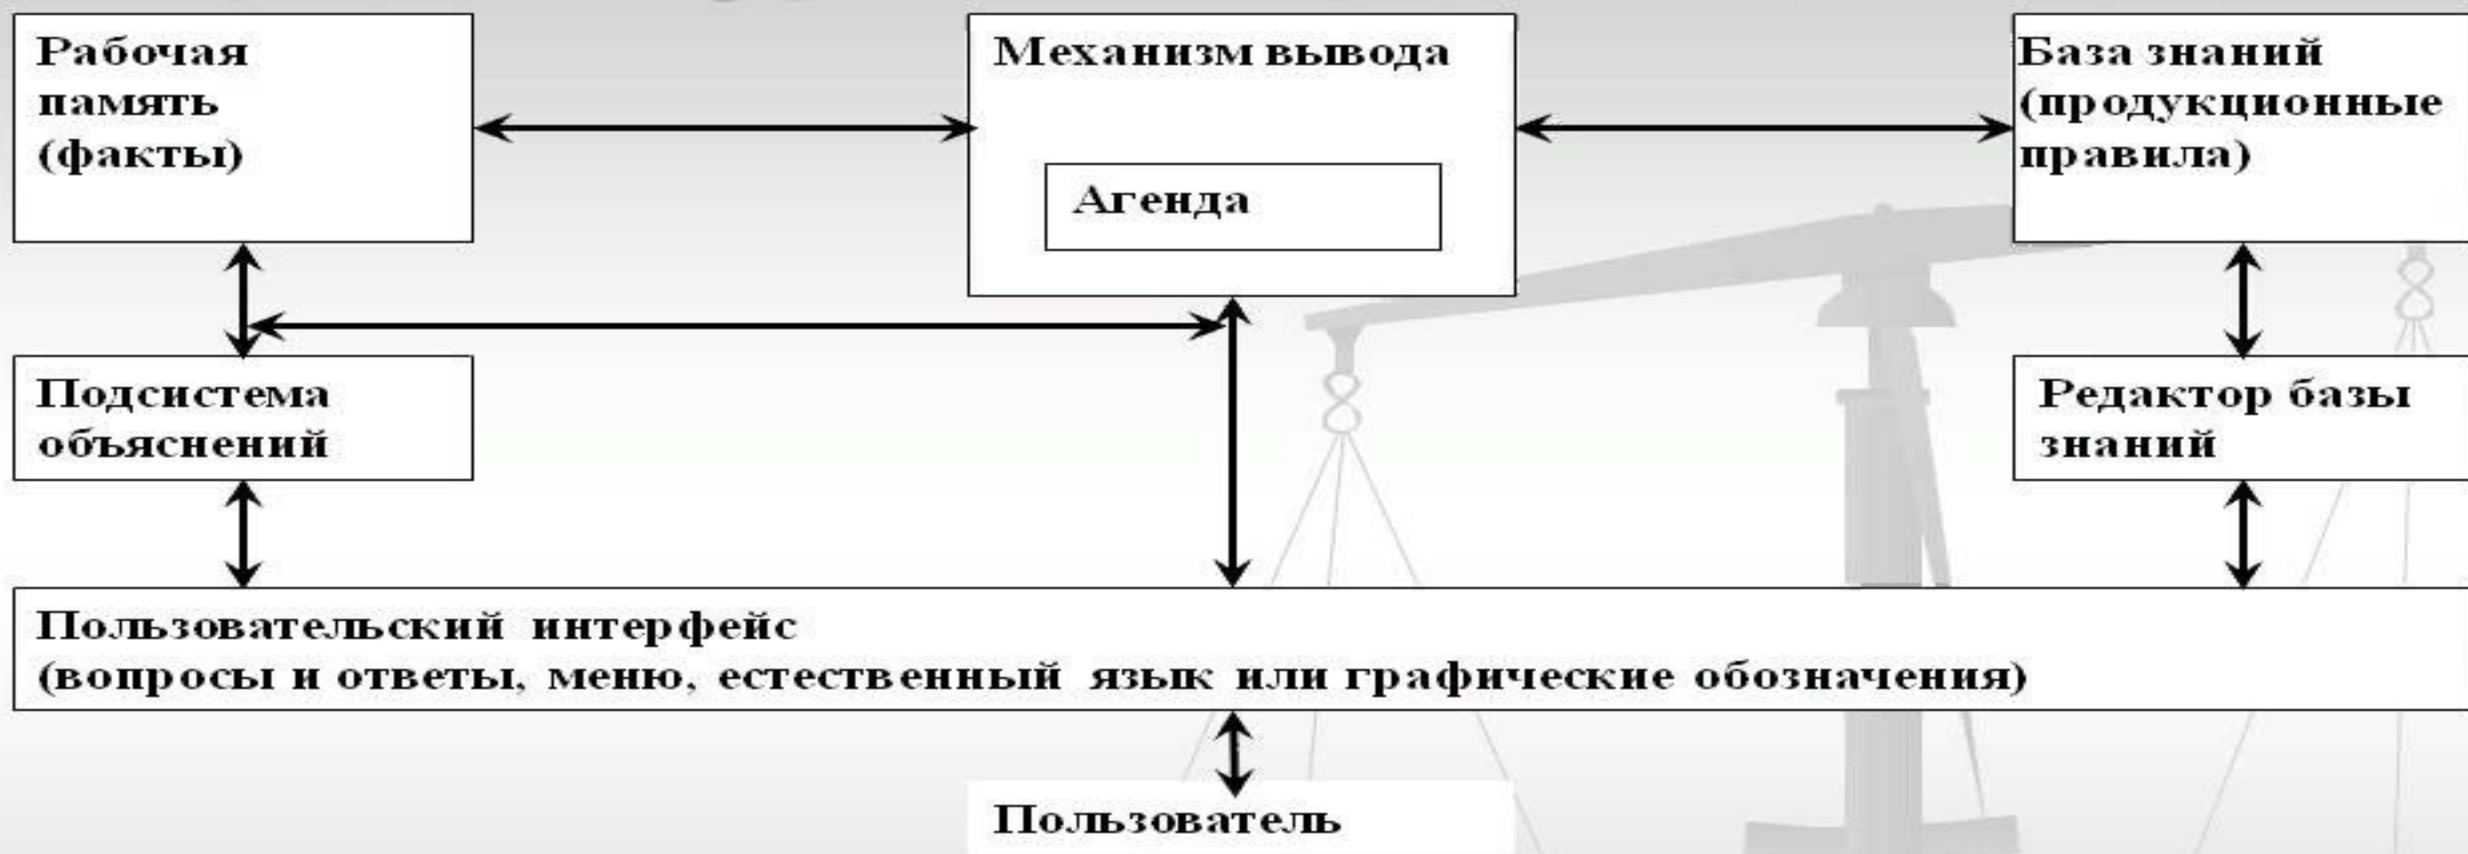 Рабочая
память
(факты)
Механизм вывода
Агенда
База знаний
(продукционные
правила)
Подсистема
объяснений
Редактор базы
знаний
Пользовательский интерфейс
(вопросы и ответы, меню, естественный язык или графические обозначения)
Пользователь